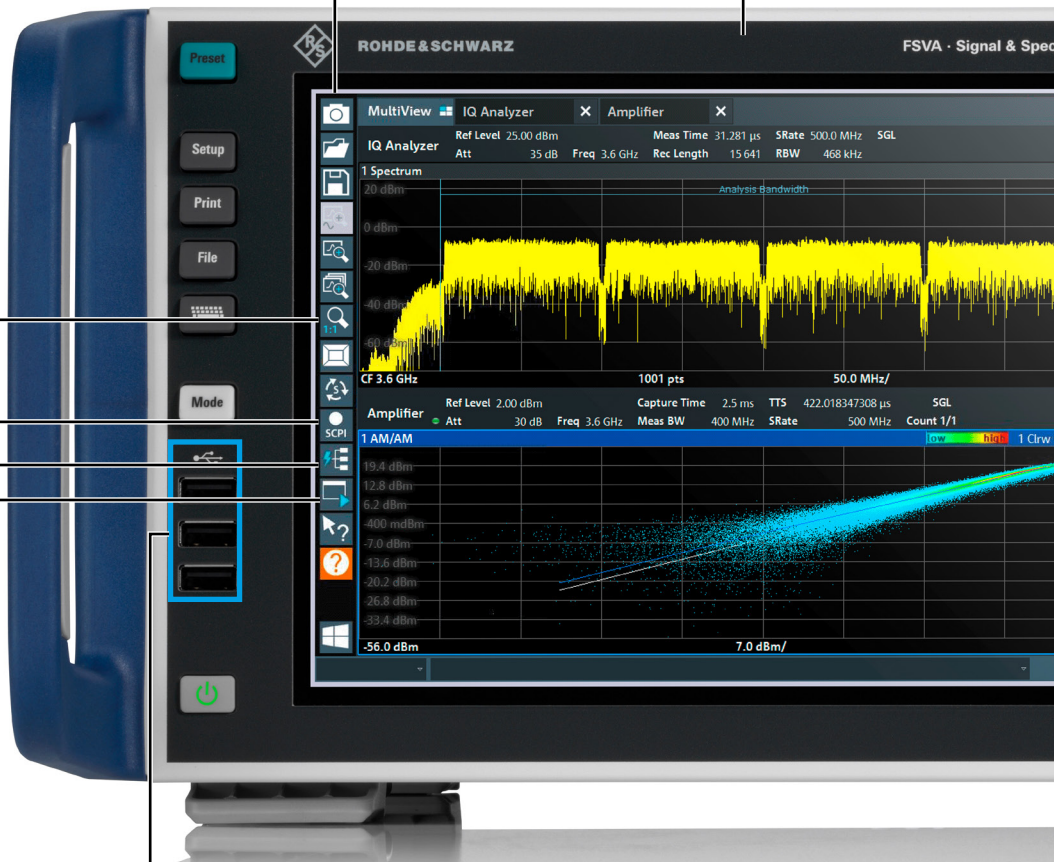 Preset
R&S
ROHDE&SCHWARZ
FSVA · Signal & Spec
Setup
Print
File
Mode
MultiView
IQ Analyzer
Amplifier
IQ Analyzer
Ref Level 25.00 dBm
Meas Time 31.281 µs
SRate 500.0 MHz
SGL
Att 35 dB
Freq 3.6 GHz
Rec Length 15 641
RBW 468 kHz
1 Spectrum
20 dBm
Analysis Bandwidth
0 dBm
-20 dBm
-40 dBm
-60 dBm
1:1
CF 3.6 GHz
1001 pts
50.0 MHz/
S
SCPI
Amplifier
Ref Level 2.00 dBm
Capture Time 2.5 ms
TTS 422.018347308 µs
SGL
Att 30 dB
Freq 3.6 GHz
Meas BW 400 MHz
SRate 500 MHz
Count 1/1
1 AM/AM
low
high
1 Clrw
19.4 dBm
12.8 dBm
6.2 dBm
-400 mdBm
-7.0 dBm
-13.6 dBm
-20.2 dBm
-26.8 dBm
-33.4 dBm
?
?
-56.0 dBm
7.0 dBm/